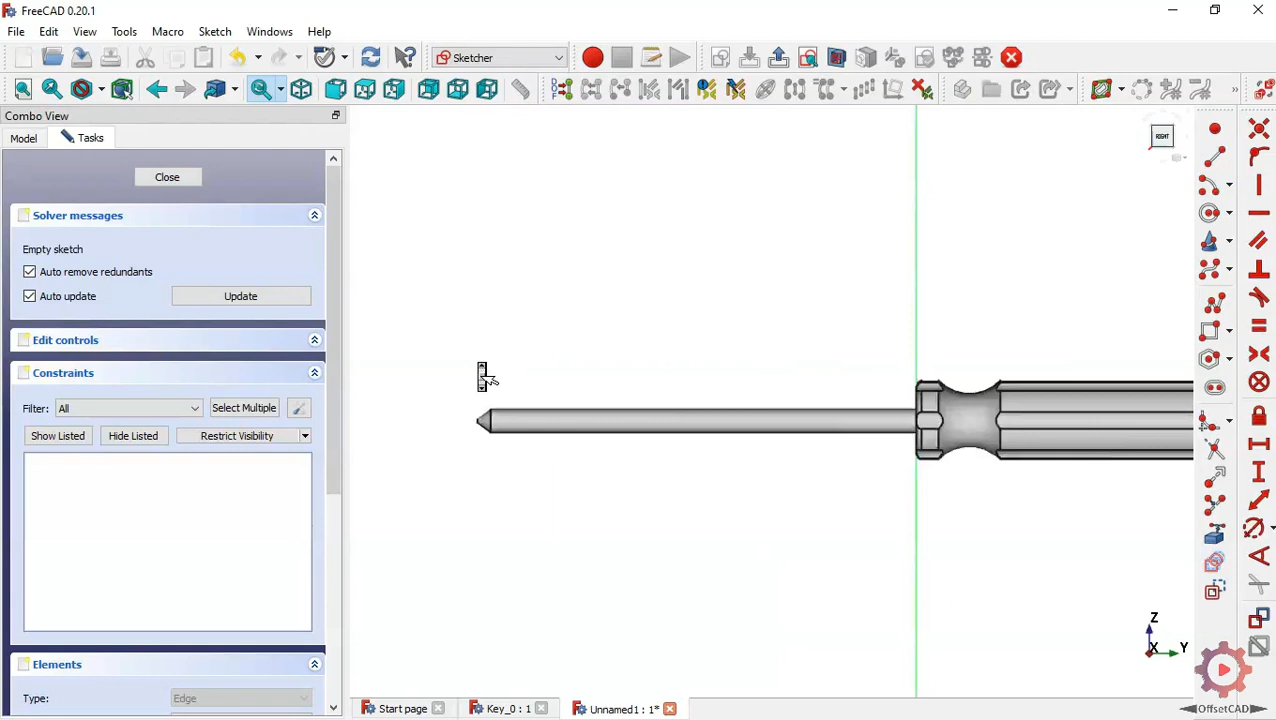 FreeCAD 0.20.1
File Edit View Tools Macro Sketch Windows Help
Sketcher
Combo View
Model Tasks
Close
Solver messages
Empty sketch
Auto remove redundants
Auto update Update
Edit controls
Constraints
Filter: All Select Multiple
Show Listed Hide Listed Restrict Visibility
Elements
Type: Edge
RIGHT
Z
X Y
Start page Key_0 : 1 Unnamed1 : 1*
OffsetCAD